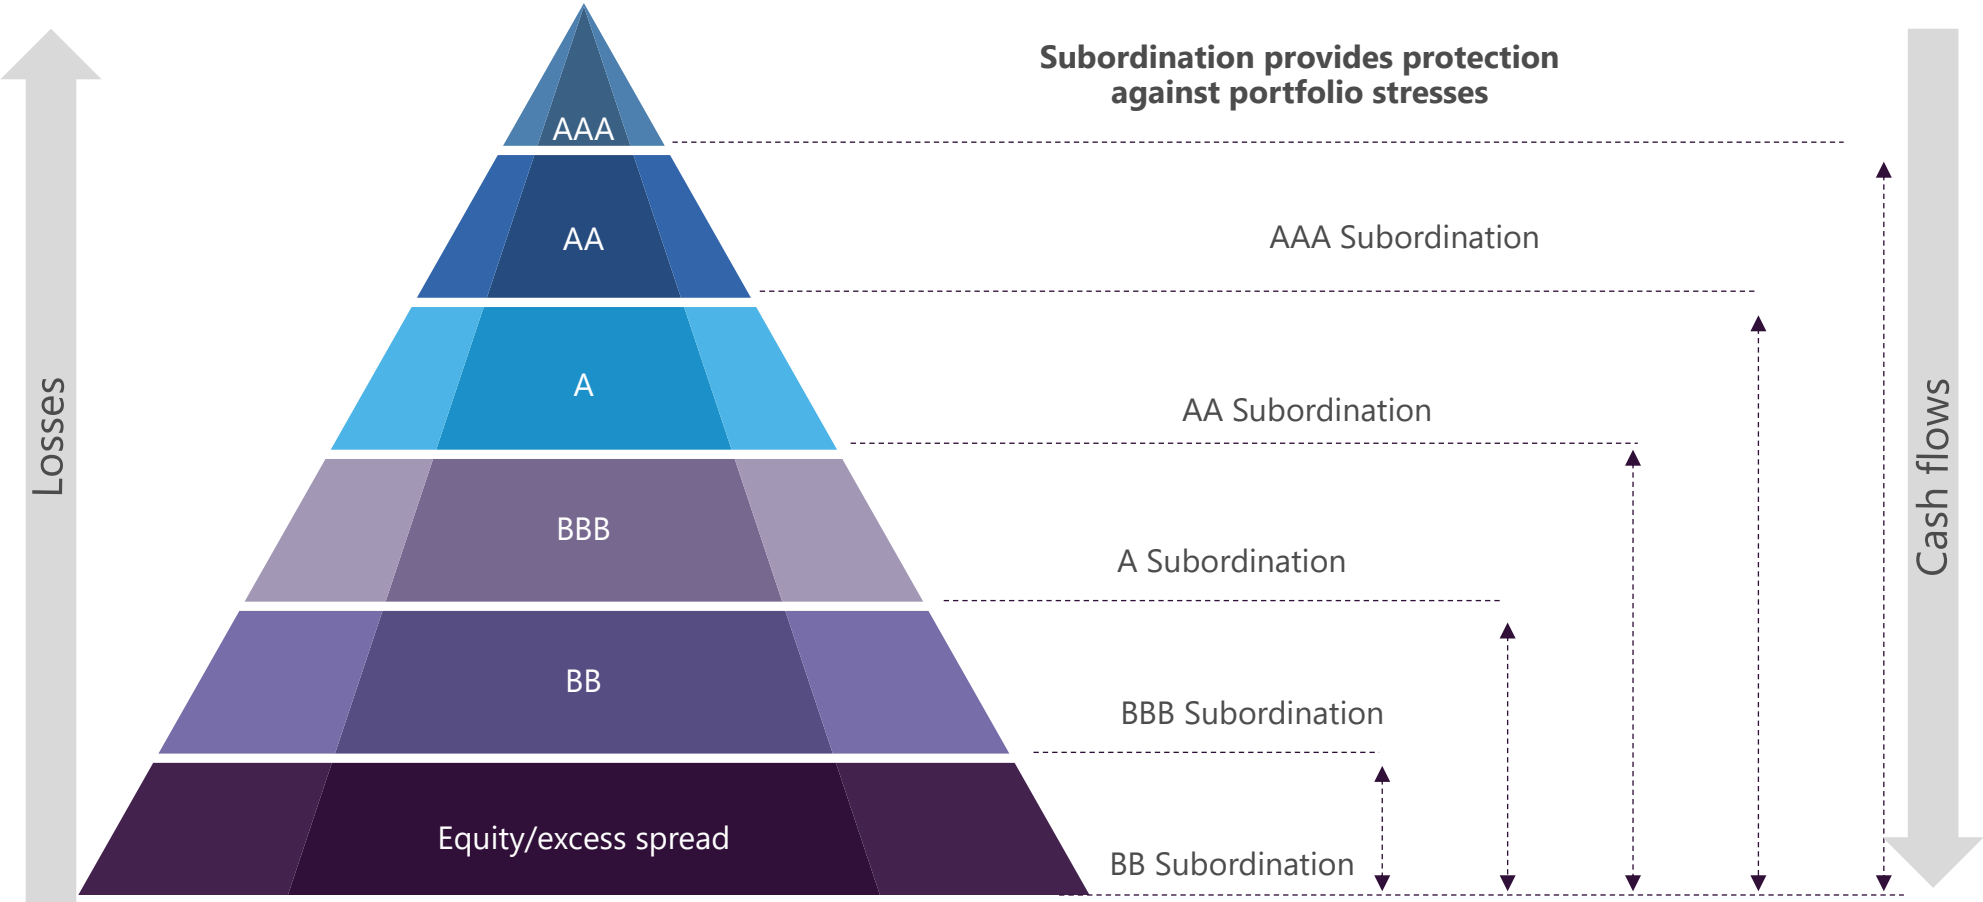 Subordination provides protection
against portfolio stresses
AAA
AA
AAA Subordination
A
AA Subordination
Losses
Cash flows
BBB
A Subordination
BB
BBB Subordination
Equity/excess spread
BB Subordination